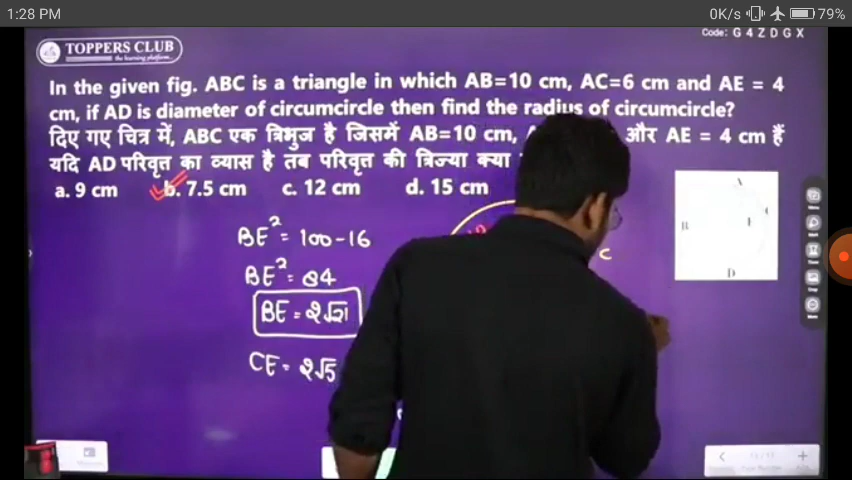 1:28 PM
0K/s 79%
Code: G 4 Z D G X
TOPPERS CLUB
the learning platform
In the given fig. ABC is a triangle in which AB=10 cm, AC=6 cm and AE = 4
cm, if AD is diameter of circumcircle then find the radius of circumcircle?
दिए गए चित्र में, ABC एक त्रिभुज है जिसमें AB=10 cm, और AE = 4 cm हैं
यदि AD परिवृत्त का व्यास है तब परिवृत्त की त्रिज्या क्या
a. 9 cm b. 7.5 cm c. 12 cm d. 15 cm
BE² = 100-16
BE² = 84
BE = 2√21
CE = 2√5
C
A
B
D